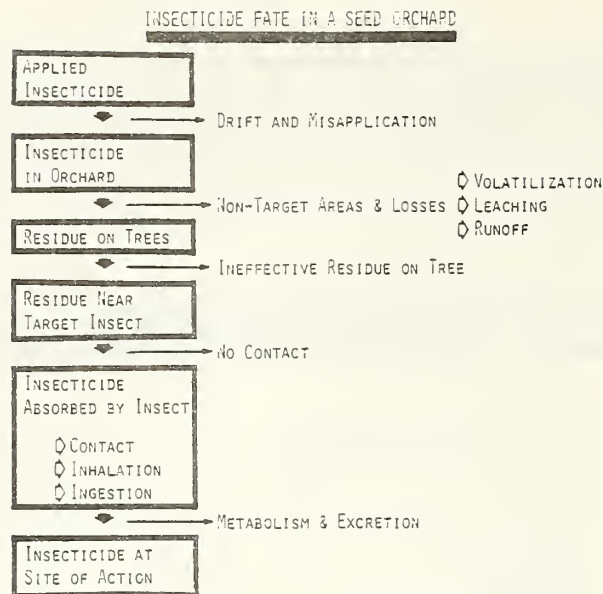 INSECTICIDE FATE IN A SEED ORCHARD
APPLIED
INSECTICIDE
DRIFT AND MISAPPLICATION
INSECTICIDE
IN ORCHARD
NON-TARGET AREAS & LOSSES
VOLATILIZATION
LEACHING
RUNOFF
RESIDUE ON TREES
INEFFECTIVE RESIDUE ON TREE
RESIDUE NEAR
TARGET INSECT
NO CONTACT
INSECTICIDE
ABSORBED BY INSECT
CONTACT
INHALATION
INGESTION
METABOLISM & EXCRETION
INSECTICIDE AT
SITE OF ACTION